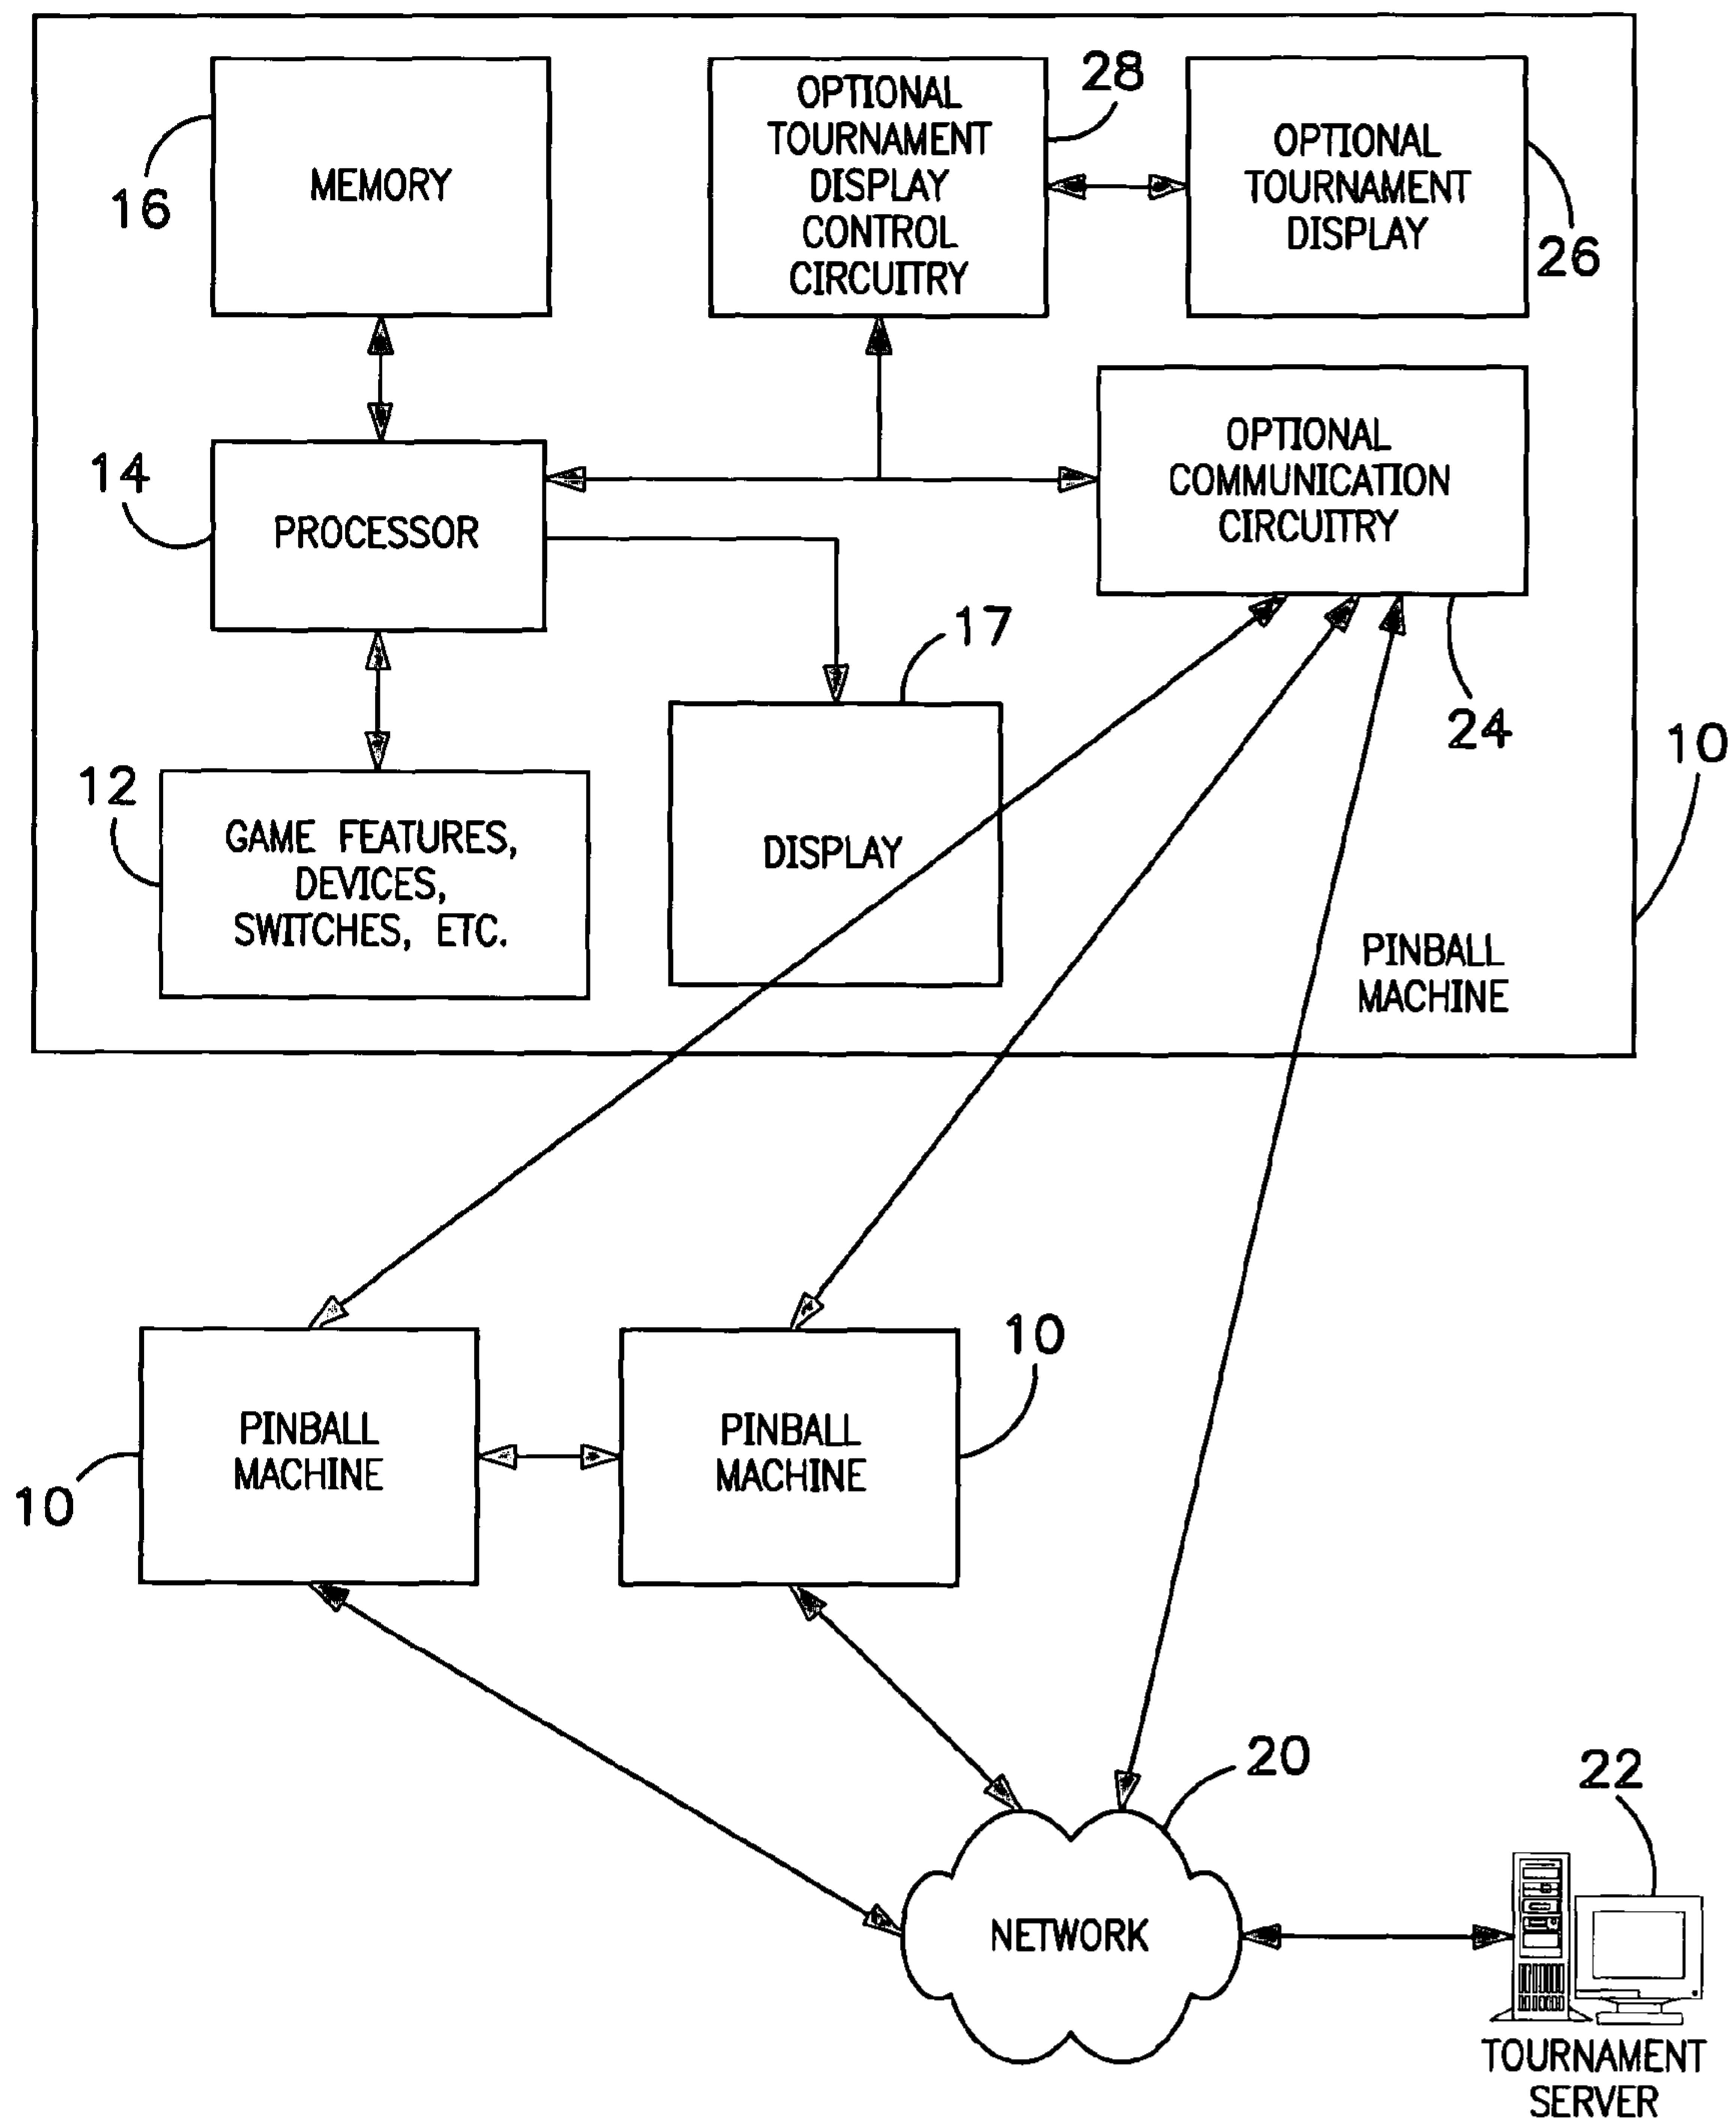 MEMORY
16
OPTIONAL
TOURNAMENT
DISPLAY
CONTROL
CIRCUITRY
28
OPTIONAL
TOURNAMENT
DISPLAY
26
OPTIONAL
COMMUNICATION
CIRCUITRY
24
14
PROCESSOR
17
DISPLAY
12
GAME FEATURES,
DEVICES,
SWITCHES, ETC.
10
PINBALL
MACHINE
PINBALL
MACHINE
10
PINBALL
MACHINE
10
20
NETWORK
22
TOURNAMENT
SERVER